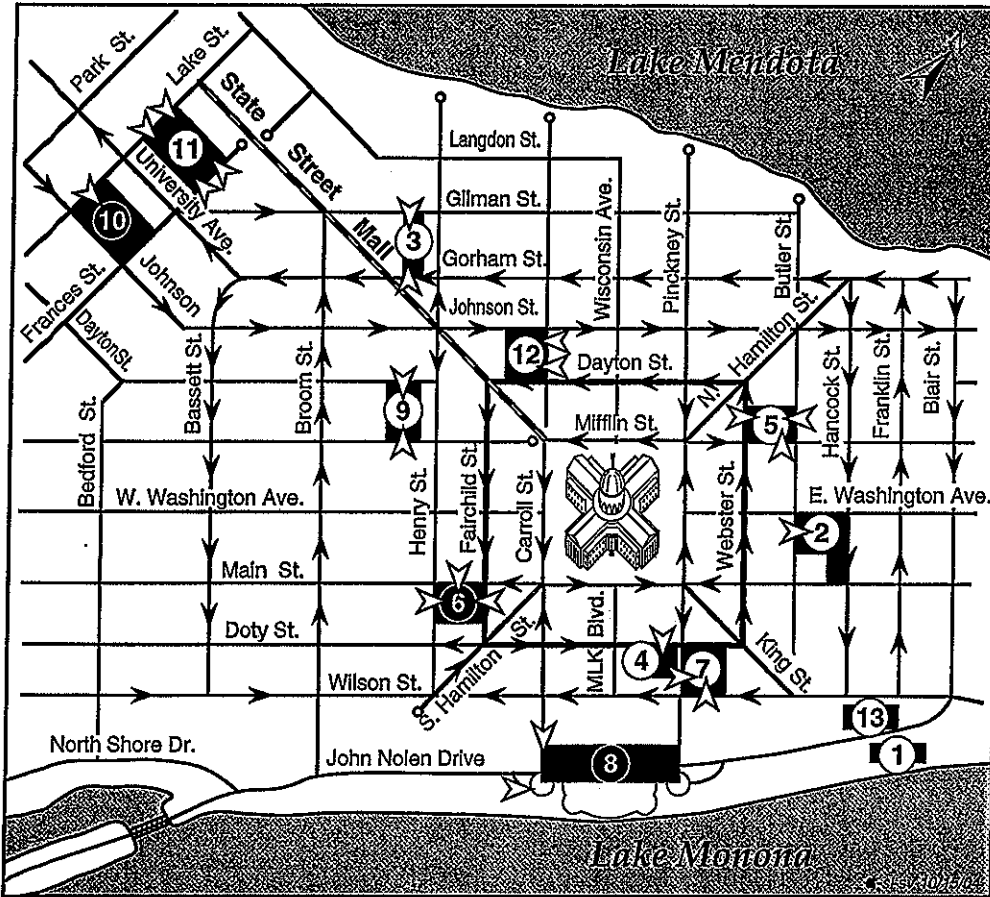 Lake Mendota
Park St.
Lake St.
State
Street
Mall
Langdon St.
11
University Ave.
10
Gilman St.
3
Gorham St.
Wisconsin Ave.
Pinckney St.
Butler St.
Johnson
Johnson St.
Frances St.
Dayton St.
N. Hamilton St.
12
Dayton St.
Bassett St.
Broom St.
Hancock St.
Franklin St.
Blair St.
9
5
Mifflin St.
Bedford St.
Henry St.
Fairchild St.
Carroll St.
Webster St.
W. Washington Ave.
E. Washington Ave.
2
Main St.
6
MLK Blvd.
Doty St.
S. Hamilton St.
4
7
King St.
Wilson St.
13
North Shore Dr.
John Nolen Drive
8
1
Lake Monona